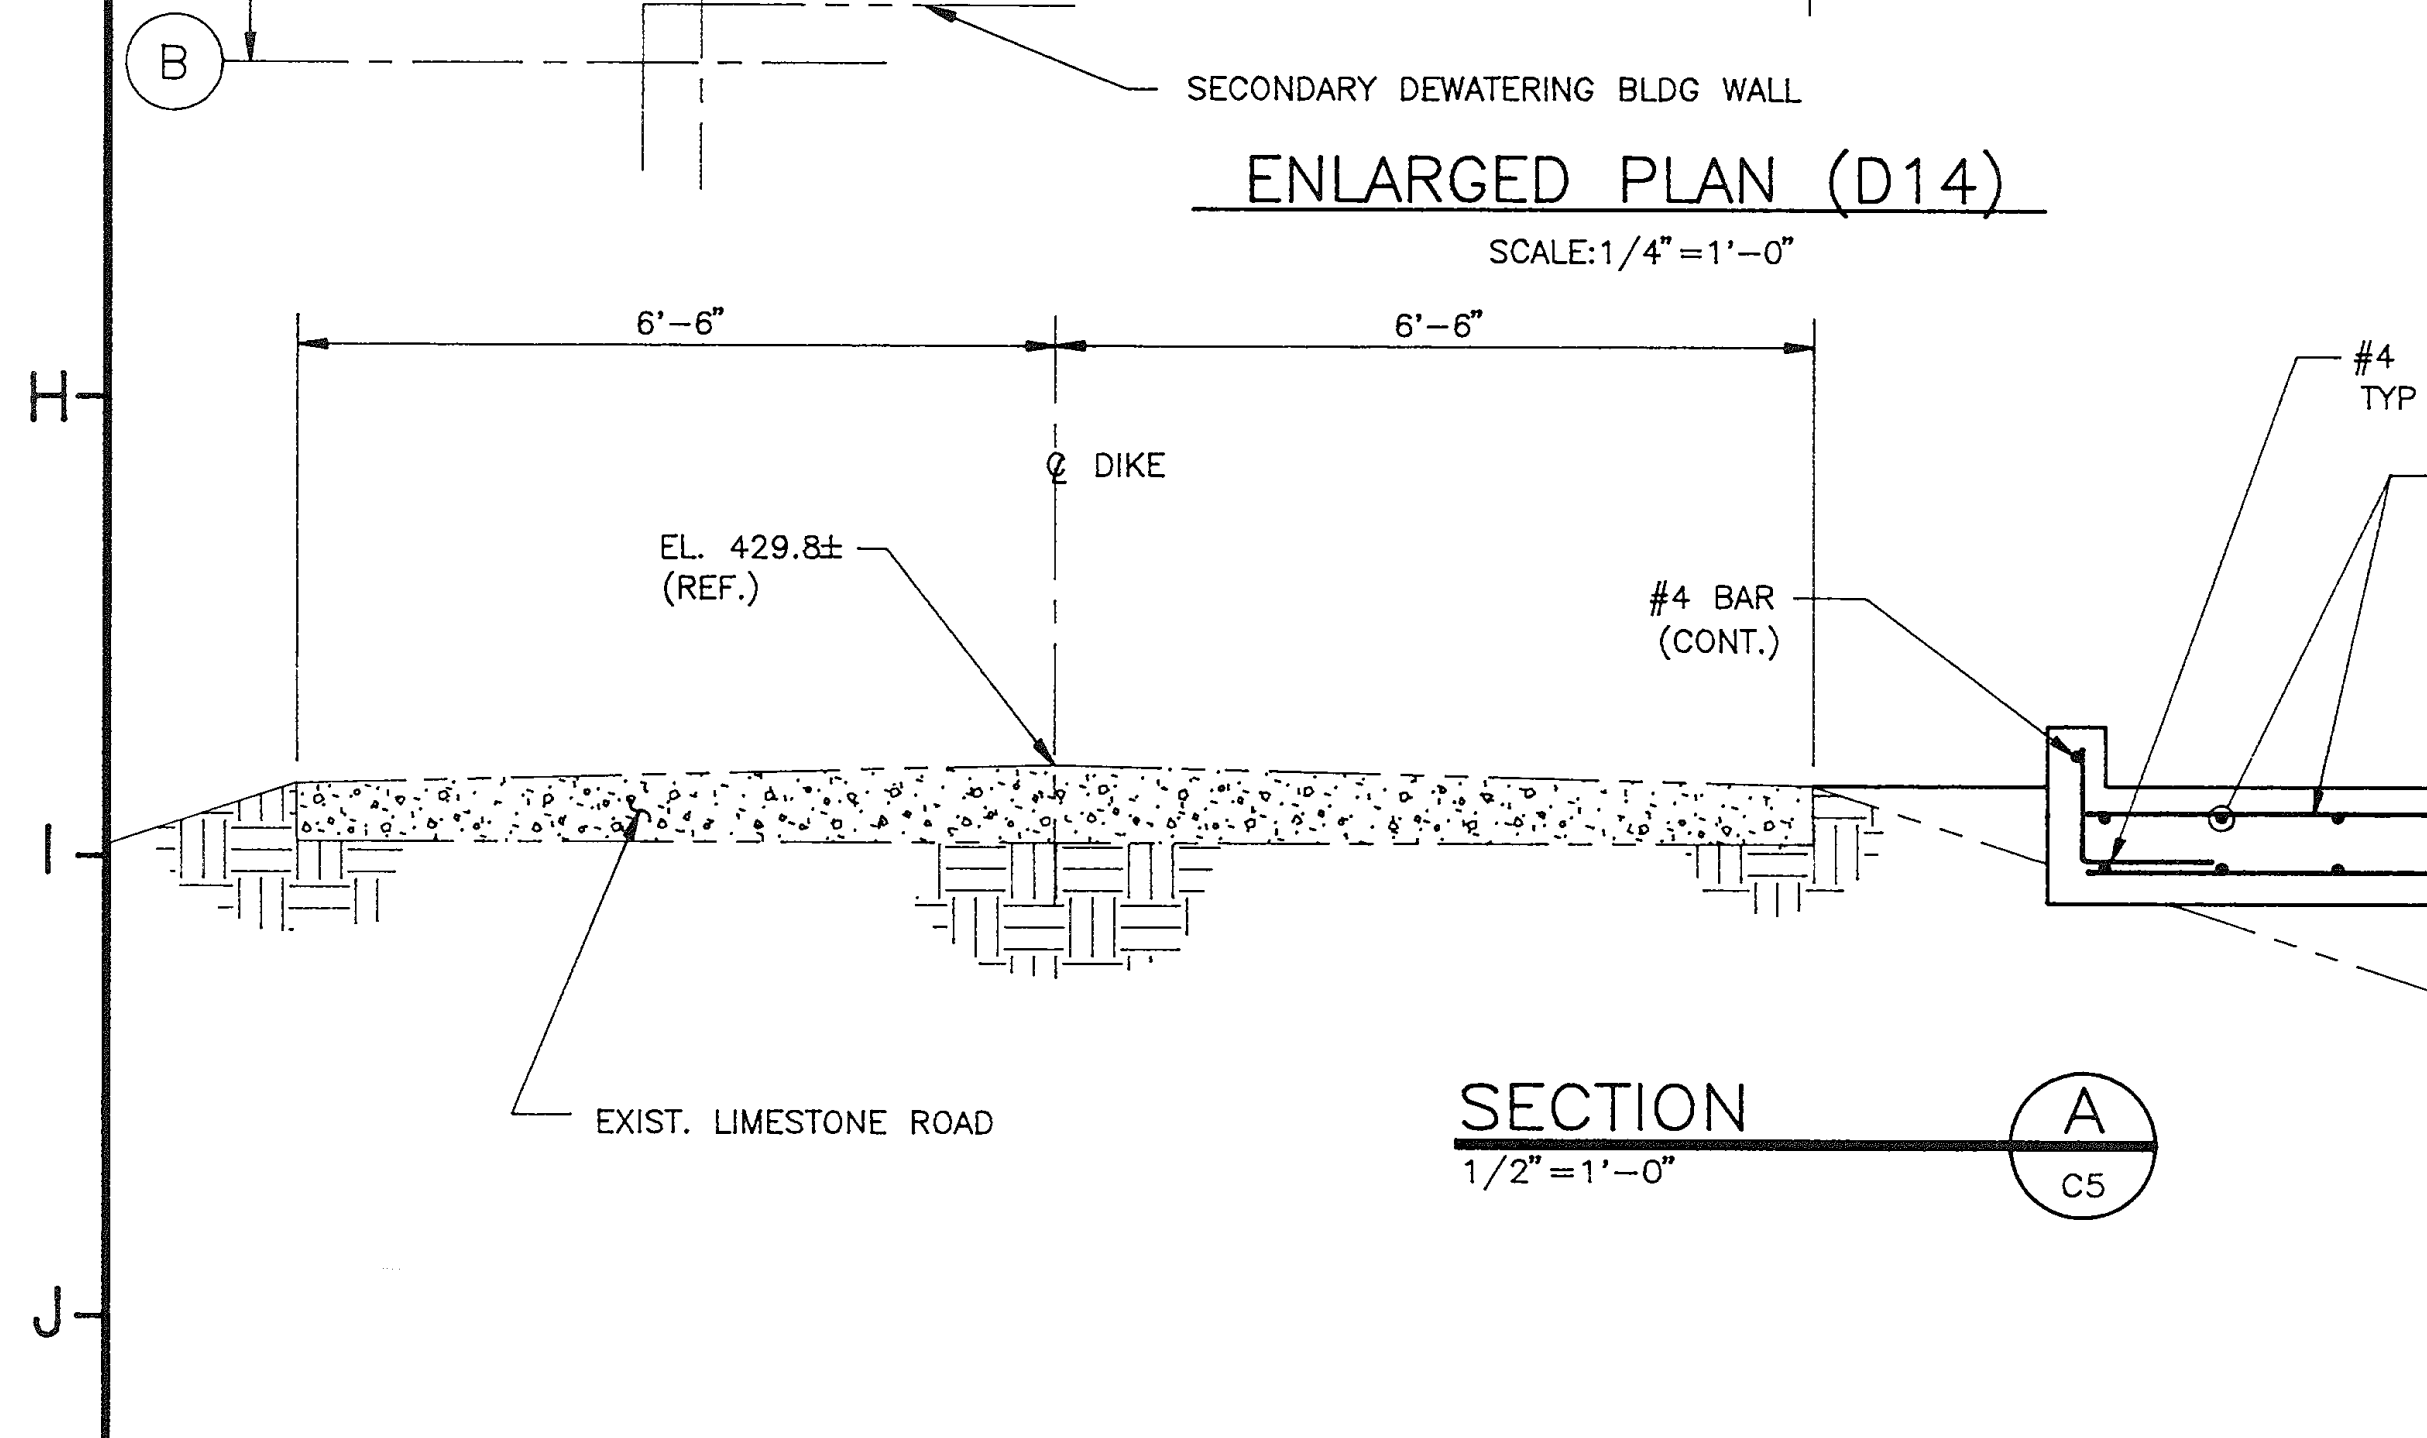 B
SECONDARY DEWATERING BLDG WALL
ENLARGED PLAN (D14)
SCALE:1/4"=1'-0"
6'-6"
6'-6"
H
#4
TYP
℄ DIKE
EL. 429.8±
(REF.)
#4 BAR
(CONT.)
I
EXIST. LIMESTONE ROAD
SECTION
A
1/2"=1'-0"
C5
J